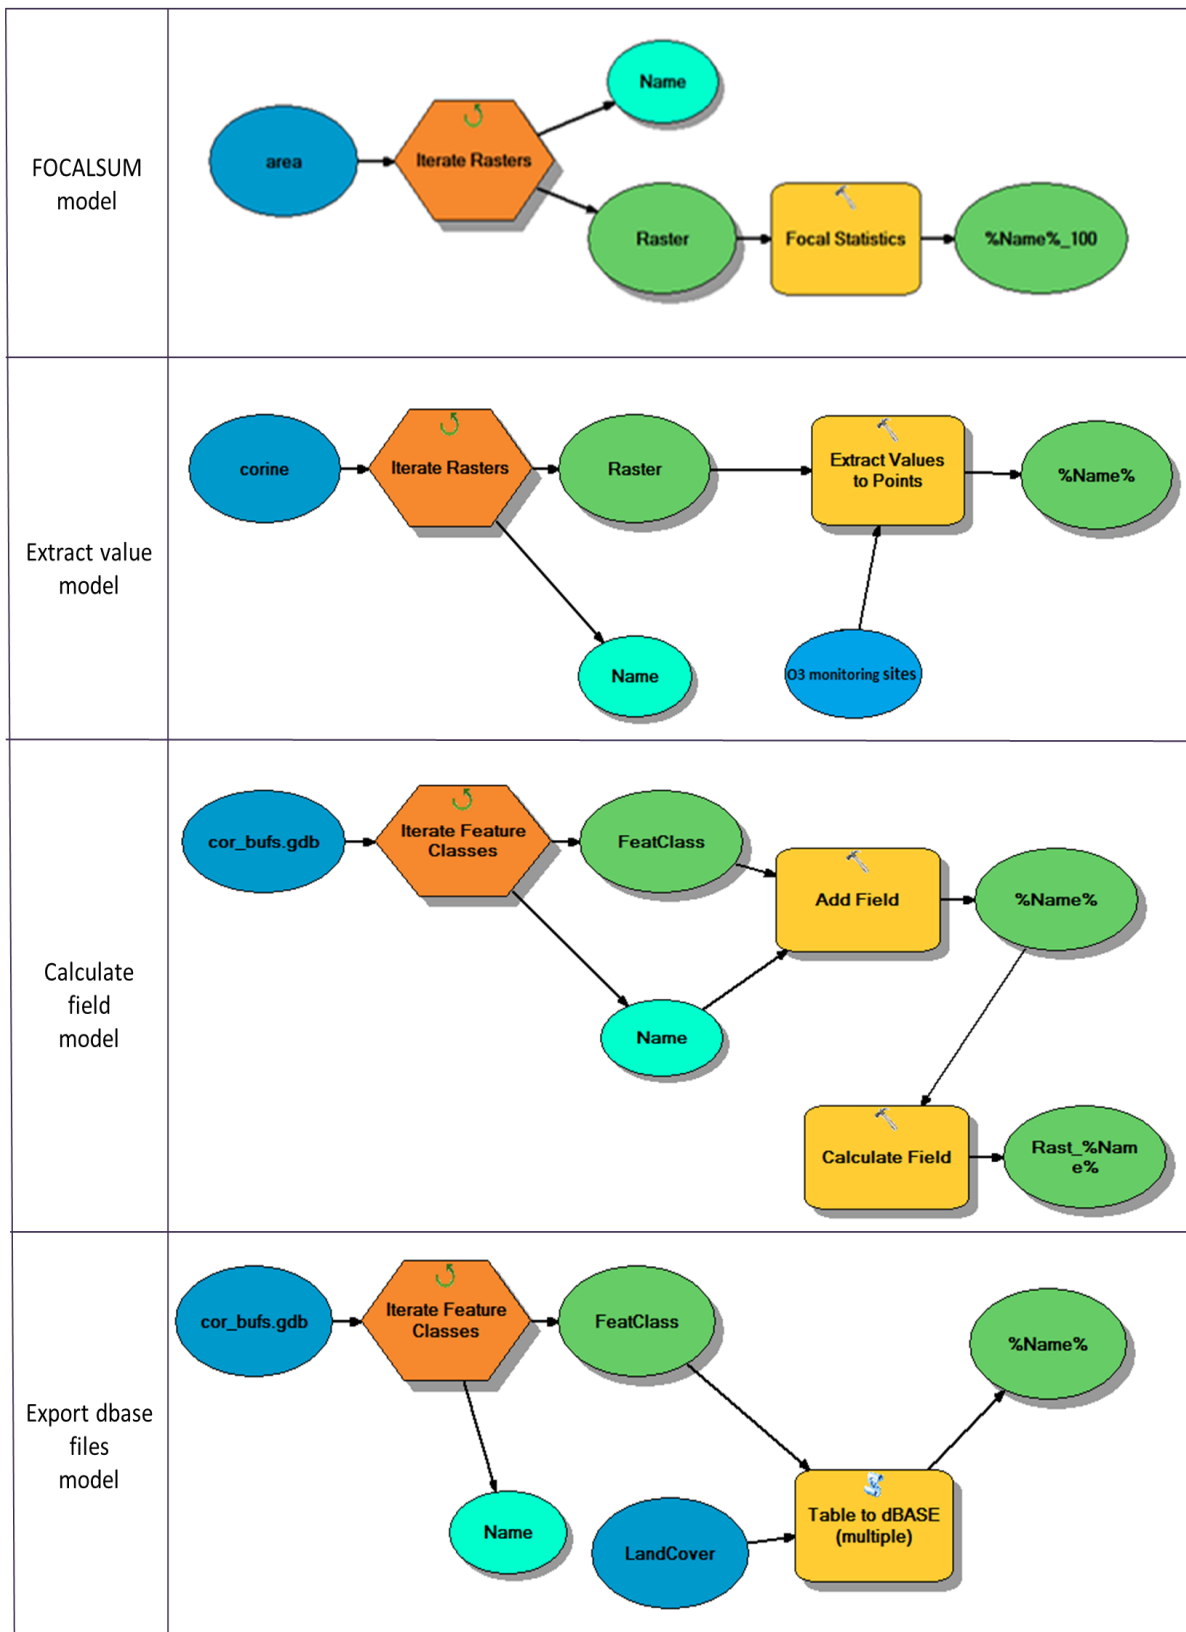 FOCALSUM
model
area
Iterate Rasters
Name
Raster
Focal Statistics
%Name%_100
Extract value
model
corine
Iterate Rasters
Raster
Extract Values
to Points
%Name%
Name
O3 monitoring sites
Calculate
field
model
cor_bufs.gdb
Iterate Feature
Classes
FeatClass
Add Field
%Name%
Name
Calculate Field
Rast_%Nam
e%
Export dbase
files
model
cor_bufs.gdb
Iterate Feature
Classes
FeatClass
%Name%
Name
LandCover
Table to dBASE
(multiple)